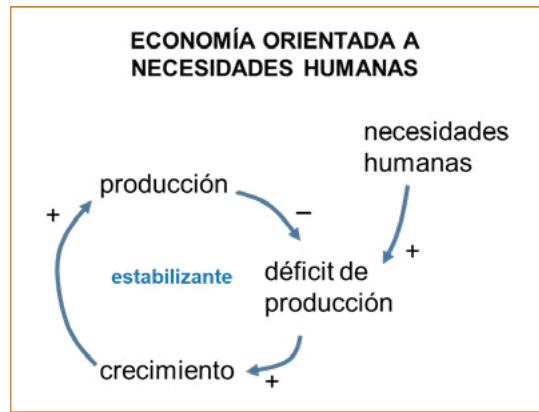 ECONOMÍA ORIENTADA A
NECESIDADES HUMANAS
necesidades
humanas
producción
+
–
+
estabilizante
déficit de
producción
crecimiento
+